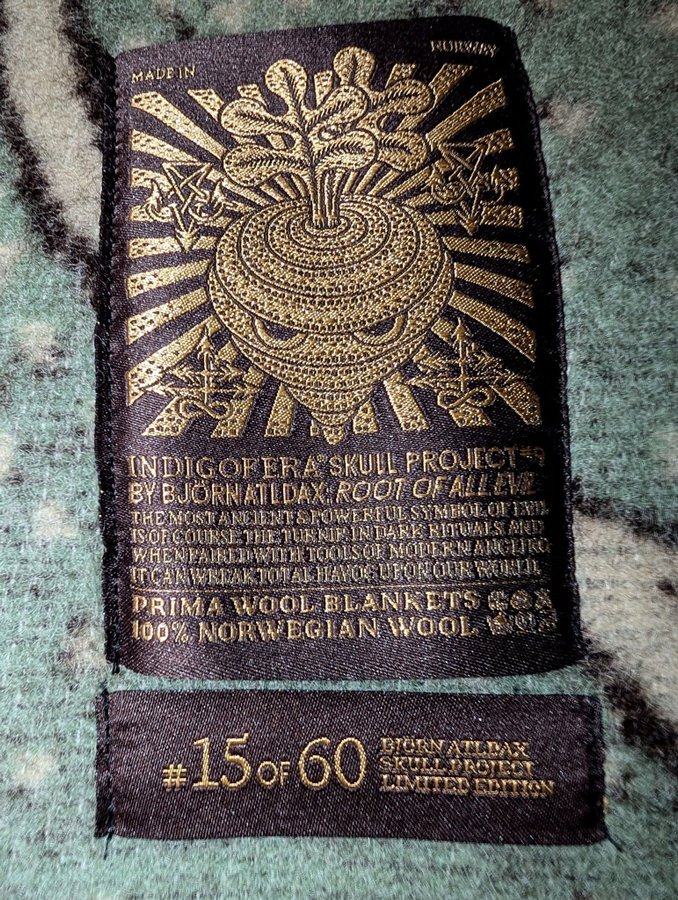 MADE IN
NORWAY
INDIGOFERA® SKULL PROJECT #9
BY BJÖRN ATLDAX: ROOT OF ALL EVIL
THE MOST ANCIENT & POWERFUL SYMBOL OF EVIL
IS OF COURSE THE TURNIP. IN DARK RITUALS AND
WHEN PAIRED WITH TOOLS OF MODERN ANGLING
IT CAN WREAK TOTAL HAVOC UPON OUR WORLD.
PRIMA WOOL BLANKETS
100% NORWEGIAN WOOL
#15 OF 60
BJÖRN ATLDAX
SKULL PROJECT
LIMITED EDITION